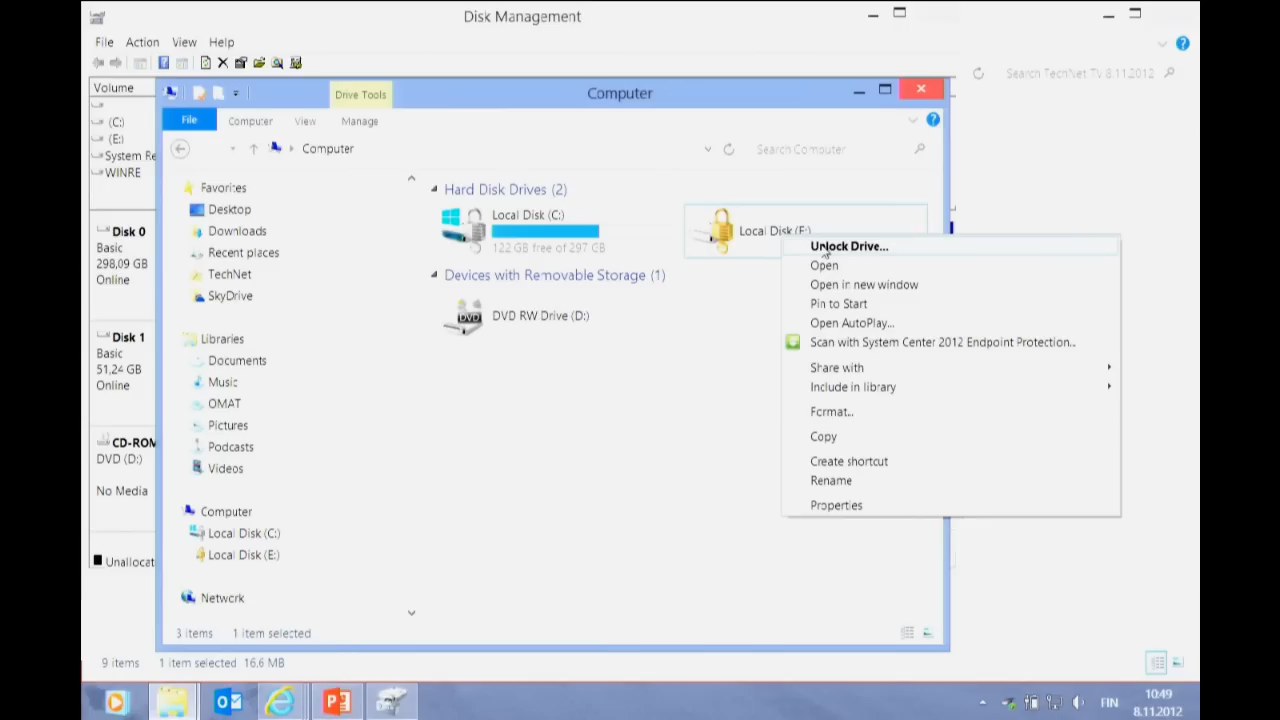 Disk Management
File Action View Help
Search TechNet TV 8.11.2012
Volume
(C:)
(E:)
System Re
WINRE
Disk 0
Basic
298,09 GB
Online
Disk 1
Basic
51,24 GB
Online
CD-ROM
DVD (D:)
No Media
Unallocat
9 items 1 item selected 16.6 MB
Drive Tools
Computer
File Computer View Manage
Computer
Search Computer
Favorites
Desktop
Downloads
Recent places
TechNet
SkyDrive
Libraries
Documents
Music
OMAT
Pictures
Podcasts
Videos
Computer
Local Disk (C:)
Local Disk (E:)
Network
Hard Disk Drives (2)
Local Disk (C:)
122 GB free of 297 GB
Local Disk (E:)
Devices with Removable Storage (1)
DVD RW Drive (D:)
DVD
3 items 1 item selected
Unlock Drive...
Open
Open in new window
Pin to Start
Open AutoPlay...
Scan with System Center 2012 Endpoint Protection...
Share with
Include in library
Format...
Copy
Create shortcut
Rename
Properties
FIN
10:49
8.11.2012